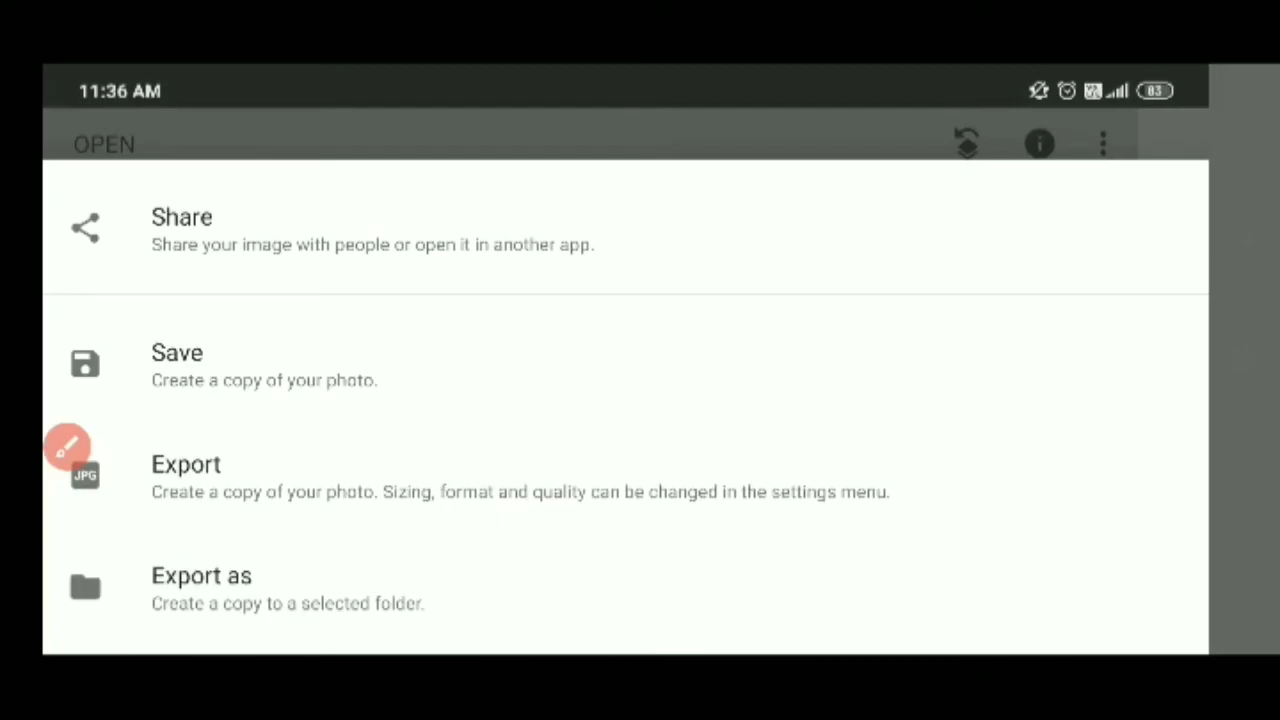 11:36 AM
83
OPEN
Share
Share your image with people or open it in another app.
Save
Create a copy of your photo.
JPG
Export
Create a copy of your photo. Sizing, format and quality can be changed in the settings menu.
Export as
Create a copy to a selected folder.